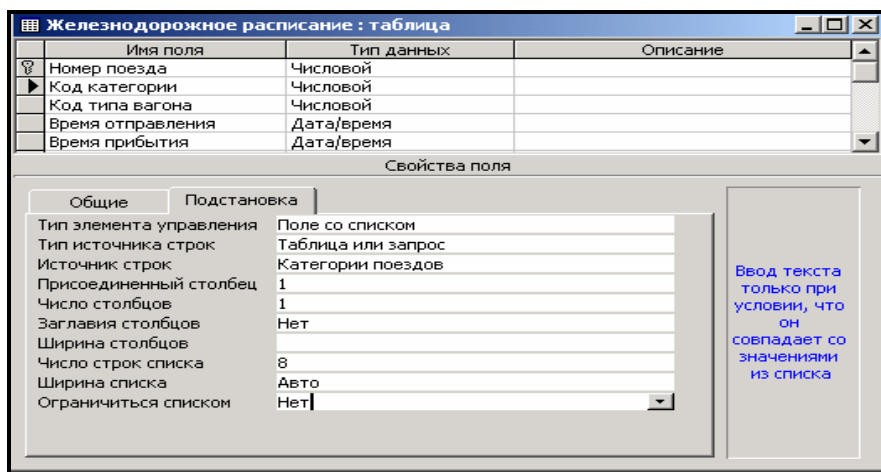 Железнодорожное расписание : таблица
Имя поля Тип данных Описание
Номер поезда Числовой
Код категории Числовой
Код типа вагона Числовой
Время отправления Дата/время
Время прибытия Дата/время
Свойства поля
Общие Подстановка
Тип элемента управления Поле со списком
Тип источника строк Таблица или запрос
Источник строк Категории поездов
Присоединенный столбец 1
Число столбцов 1
Заглавия столбцов Нет
Ширина столбцов
Число строк списка 8
Ширина списка Авто
Ограничиться списком Нет
Ввод текста
только при
условии, что
он
совпадает со
значениями
из списка